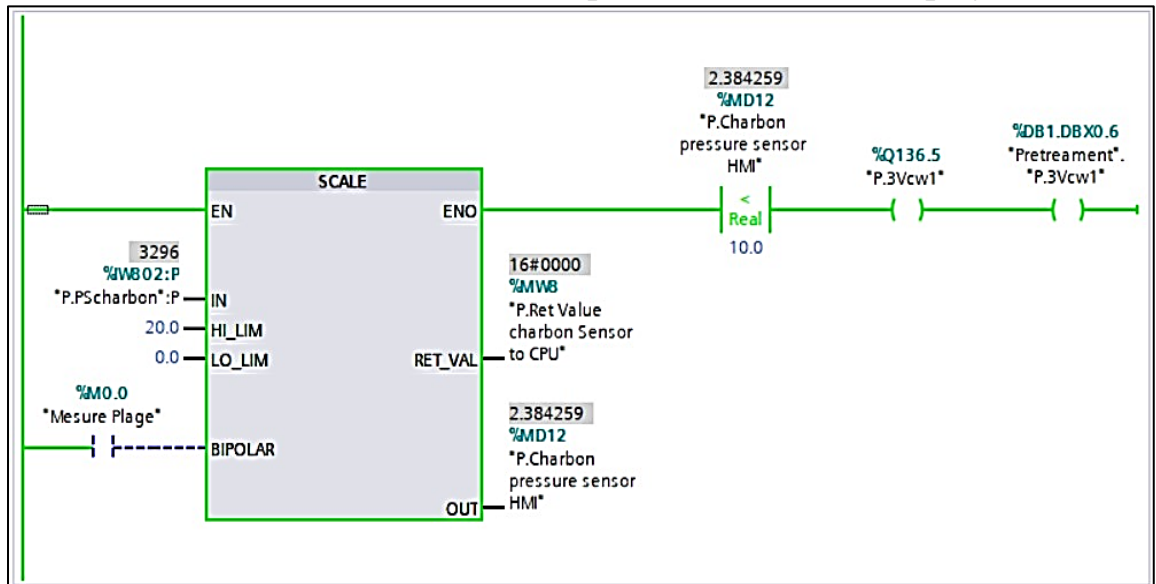 2.384259
%MD12
"P.Charbon
pressure sensor
HMI"
<
Real
10.0
%Q136.5
"P.3Vcw1"
%DB1.DBX0.6
"Pretreament".
"P.3Vcw1"
SCALE
EN
ENO
3296
%IW802:P
"P.PScharbon":P
IN
20.0
HI_LIM
0.0
LO_LIM
%M0.0
"Mesure Plage"
BIPOLAR
16#0000
%MW8
"P.Ret Value
charbon Sensor
to CPU"
RET_VAL
2.384259
%MD12
"P.Charbon
pressure sensor
HMI"
OUT